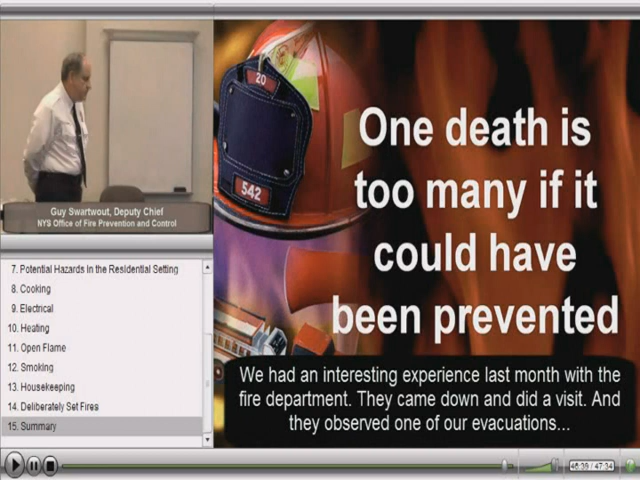 Guy Swartwout, Deputy Chief
NYS Office of Fire Prevention and Control
7. Potential Hazards in the Residential Setting
8. Cooking
9. Electrical
10. Heating
11. Open Flame
12. Smoking
13. Housekeeping
14. Deliberately Set Fires
15. Summary
20
542
One death is
too many if it
could have
been prevented
We had an interesting experience last month with the
fire department. They came down and did a visit. And
they observed one of our evacuations...
46:39 / 47:34